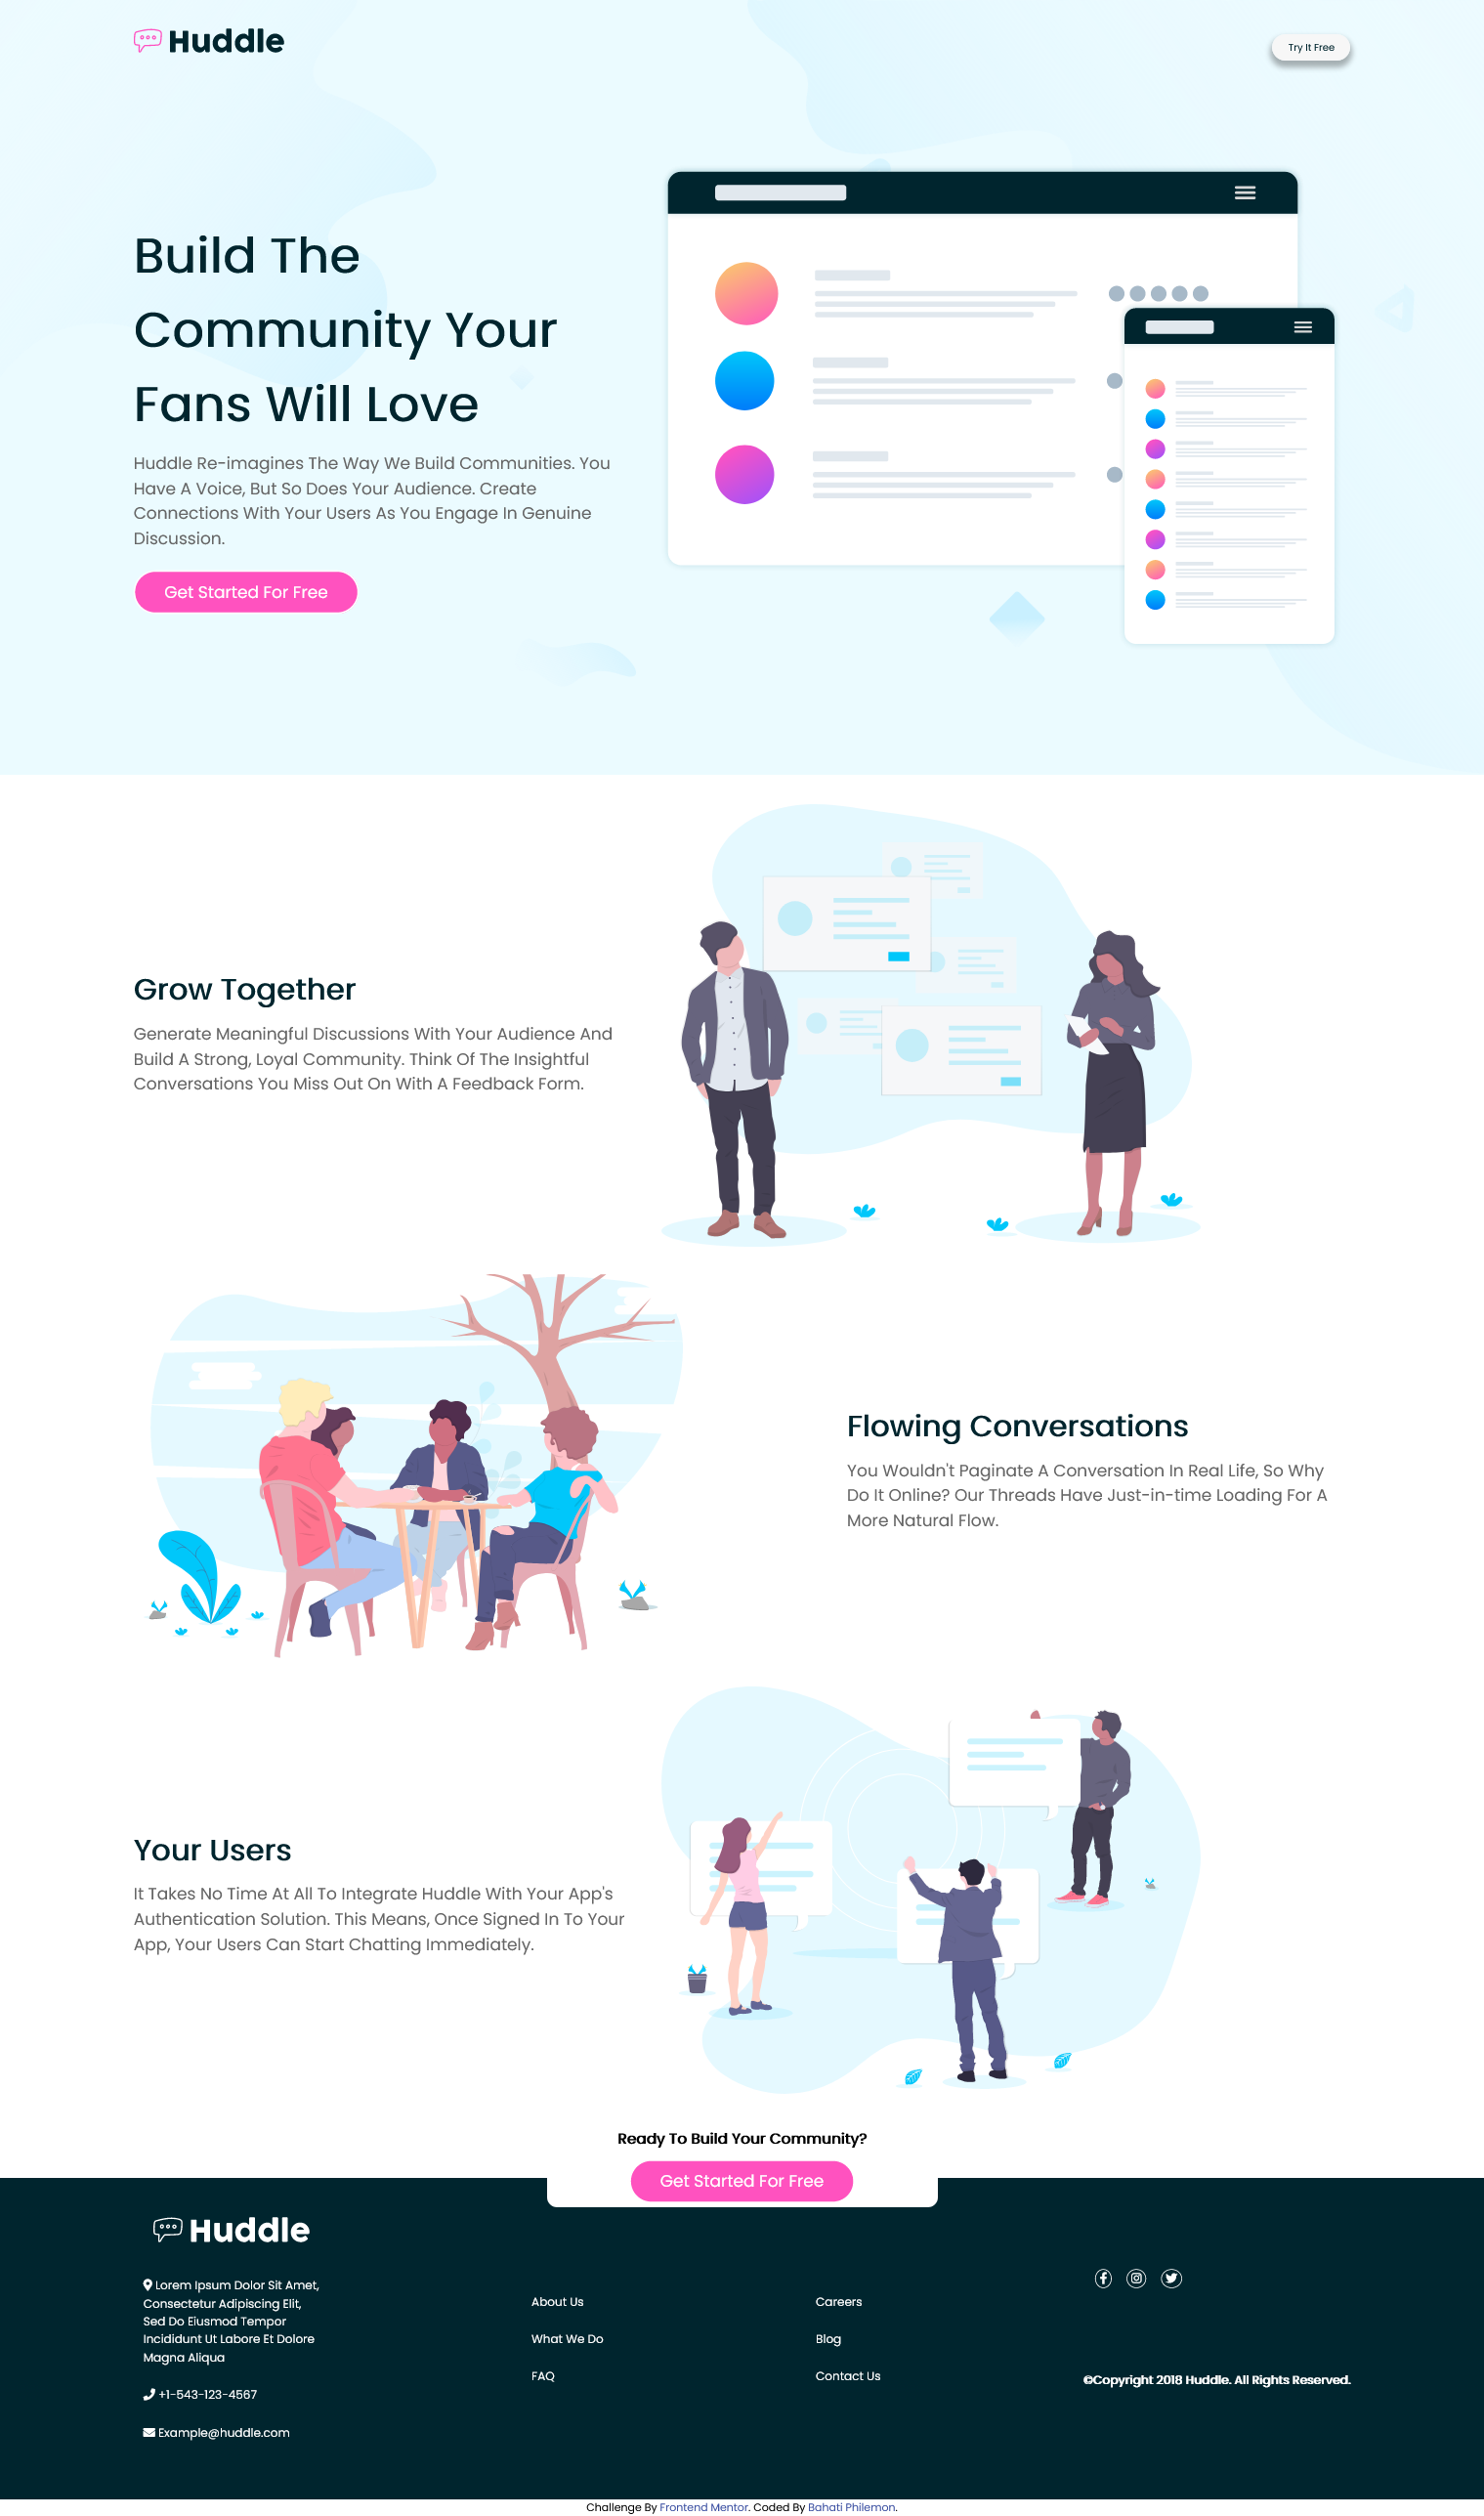 Huddle
Try It Free
Build The
Community Your
Fans Will Love
Huddle Re-imagines The Way We Build Communities. You
Have A Voice, But So Does Your Audience. Create
Connections With Your Users As You Engage In Genuine
Discussion.
Get Started For Free
Grow Together
Generate Meaningful Discussions With Your Audience And
Build A Strong, Loyal Community. Think Of The Insightful
Conversations You Miss Out On With A Feedback Form.
Flowing Conversations
You Wouldn't Paginate A Conversation In Real Life, So Why
Do It Online? Our Threads Have Just-in-time Loading For A
More Natural Flow.
Your Users
It Takes No Time At All To Integrate Huddle With Your App's
Authentication Solution. This Means, Once Signed In To Your
App, Your Users Can Start Chatting Immediately.
Ready To Build Your Community?
Get Started For Free
Huddle
Lorem Ipsum Dolor Sit Amet,
Consectetur Adipiscing Elit,
Sed Do Eiusmod Tempor
Incididunt Ut Labore Et Dolore
Magna Aliqua
+1-543-123-4567
Example@huddle.com
About Us
What We Do
FAQ
Careers
Blog
Contact Us
©Copyright 2018 Huddle. All Rights Reserved.
Challenge By Frontend Mentor. Coded By Bahati Philemon.